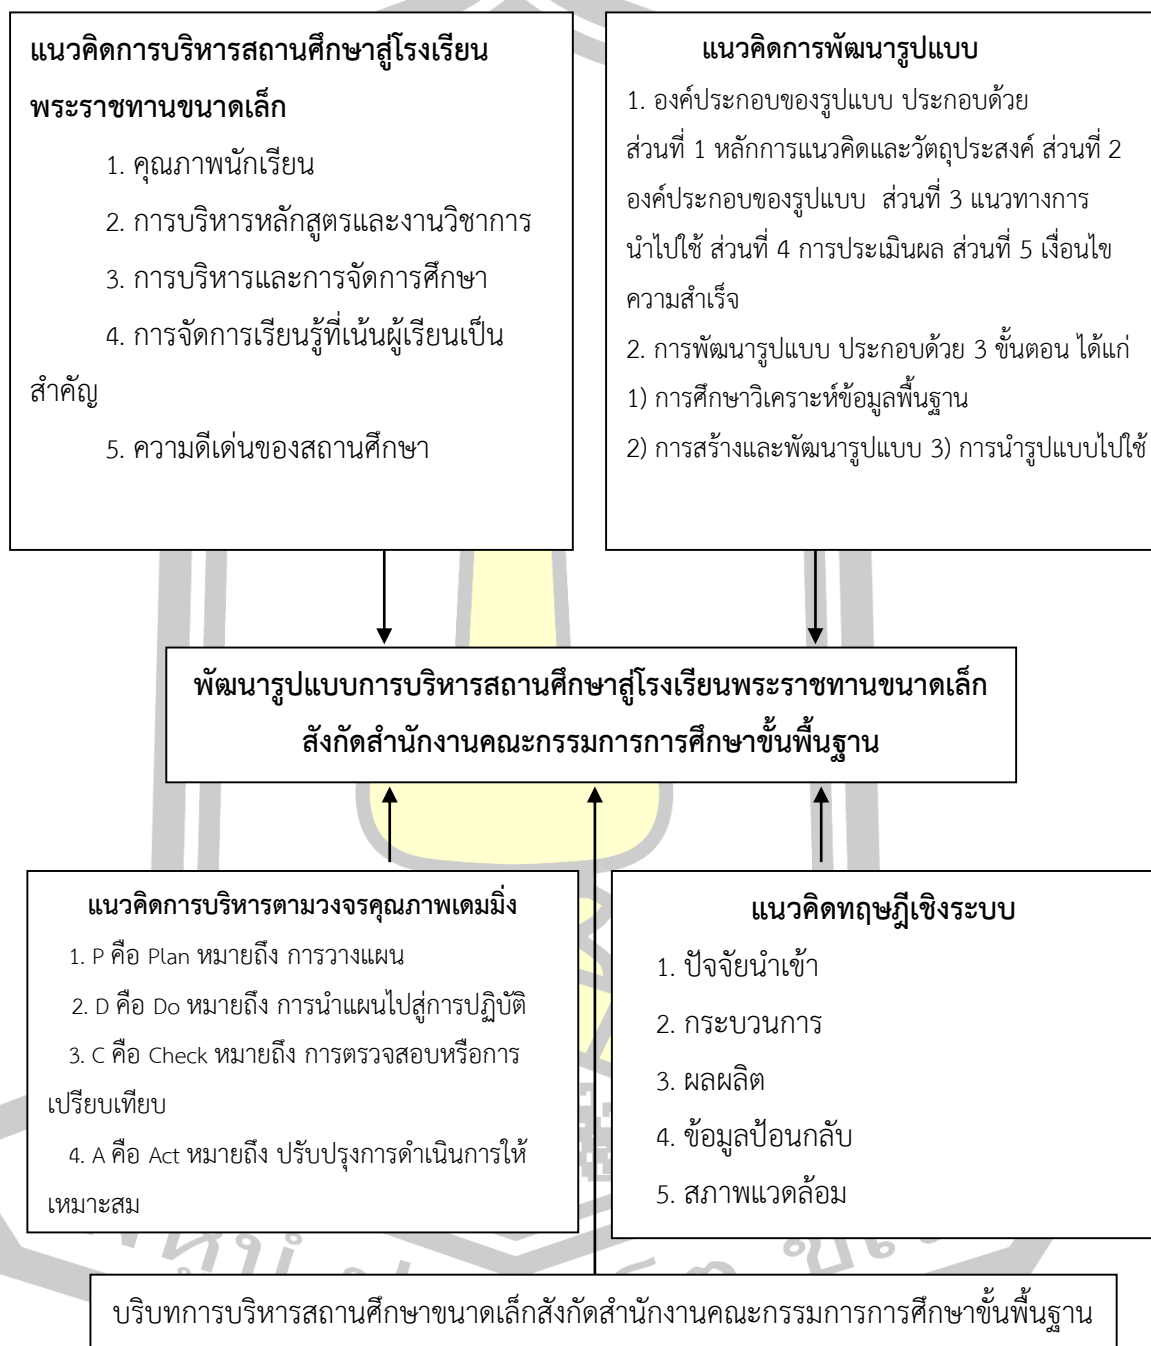 แนวคิดการบริหารสถานศึกษาสู่โรงเรียน
พระราชทานขนาดเล็ก
1. คุณภาพนักเรียน
2. การบริหารหลักสูตรและงานวิชาการ
3. การบริหารและการจัดการศึกษา
4. การจัดการเรียนรู้ที่เน้นผู้เรียนเป็น
สำคัญ
5. ความดีเด่นของสถานศึกษา
แนวคิดการพัฒนารูปแบบ
1. องค์ประกอบของรูปแบบ ประกอบด้วย
ส่วนที่ 1 หลักการแนวคิดและวัตถุประสงค์ ส่วนที่ 2
องค์ประกอบของรูปแบบ ส่วนที่ 3 แนวทางการ
นำไปใช้ ส่วนที่ 4 การประเมินผล ส่วนที่ 5 เงื่อนไข
ความสำเร็จ
2. การพัฒนารูปแบบ ประกอบด้วย 3 ขั้นตอน ได้แก่
1) การศึกษาวิเคราะห์ข้อมูลพื้นฐาน
2) การสร้างและพัฒนารูปแบบ 3) การนำรูปแบบไปใช้
พัฒนารูปแบบการบริหารสถานศึกษาสู่โรงเรียนพระราชทานขนาดเล็ก
สังกัดสำนักงานคณะกรรมการการศึกษาขั้นพื้นฐาน
แนวคิดการบริหารตามวงจรคุณภาพเดมมิ่ง
1. P คือ Plan หมายถึง การวางแผน
2. D คือ Do หมายถึง การนำแผนไปสู่การปฏิบัติ
3. C คือ Check หมายถึง การตรวจสอบหรือการ
เปรียบเทียบ
4. A คือ Act หมายถึง ปรับปรุงการดำเนินการให้
เหมาะสม
แนวคิดทฤษฎีเชิงระบบ
1. ปัจจัยนำเข้า
2. กระบวนการ
3. ผลผลิต
4. ข้อมูลป้อนกลับ
5. สภาพแวดล้อม
บริบทการบริหารสถานศึกษาขนาดเล็กสังกัดสำนักงานคณะกรรมการการศึกษาขั้นพื้นฐาน